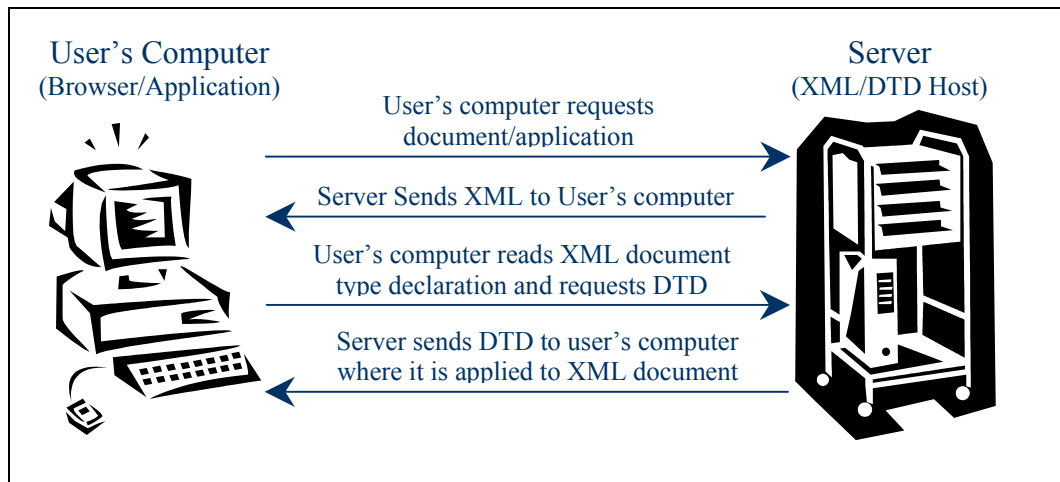 User's Computer
(Browser/Application)
Server
(XML/DTD Host)
User's computer requests
document/application
Server Sends XML to User's computer
User's computer reads XML document
type declaration and requests DTD
Server sends DTD to user's computer
where it is applied to XML document